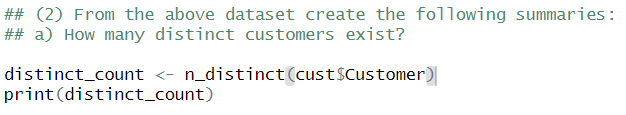 ## (2) From the above dataset create the following summaries:
## a) How many distinct customers exist?
distinct_count <- n_distinct(cust$Customer)
print(distinct_count)